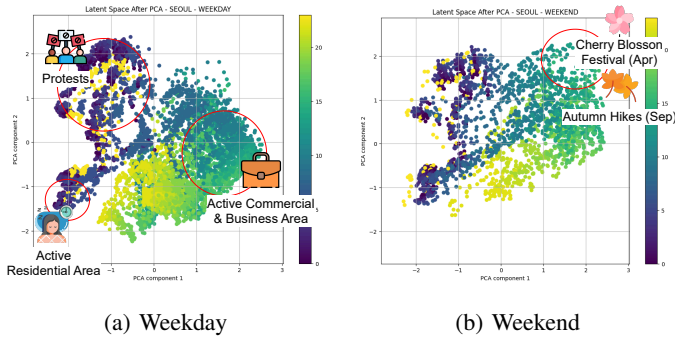 Latent Space After PCA - SEOUL - WEEKDAY
PCA component 2
2
1
0
−1
−2
−1
0
1
2
3
PCA component 1
20
15
10
5
0
Protests
Active Commercial
& Business Area
Active
Residential Area
(a) Weekday
Latent Space After PCA - SEOUL - WEEKEND
PCA component 2
2
1
0
−1
−2
−2
−1
0
1
2
3
PCA component 1
0
15
10
5
0
Cherry Blosson
Festival (Apr)
Autumn Hikes (Sep)
(b) Weekend